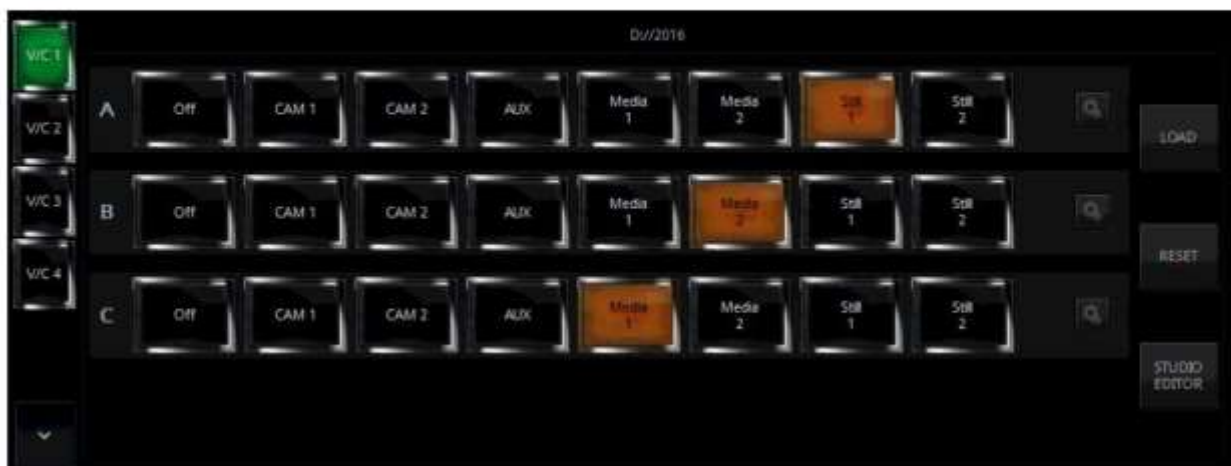 D://2016
V/C 1
V/C 2
V/C 3
V/C 4
A Off CAM 1 CAM 2 AUX Media 1 Media 2 Still 1 Still 2
B Off CAM 1 CAM 2 AUX Media 1 Media 2 Still 1 Still 2
C Off CAM 1 CAM 2 AUX Media 1 Media 2 Still 1 Still 2
LOAD
RESET
STUDIO
EDITOR